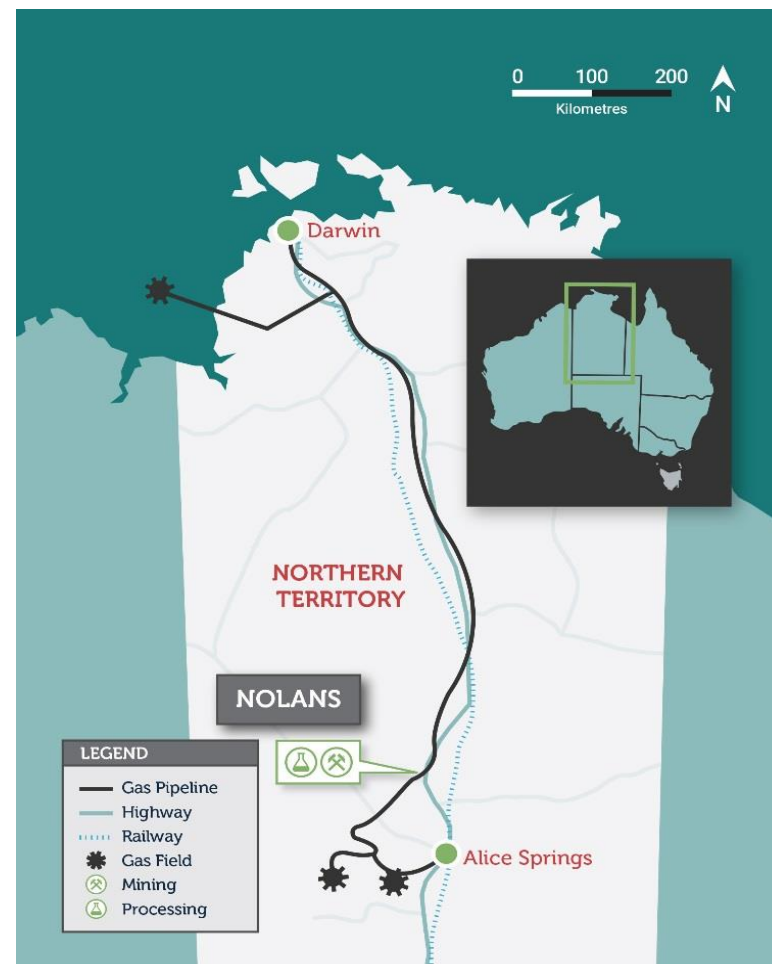 0 100 200
Kilometres
N
Darwin
NORTHERN
TERRITORY
NOLANS
LEGEND
Gas Pipeline
Highway
Railway
Gas Field
Mining
Processing
Alice Springs